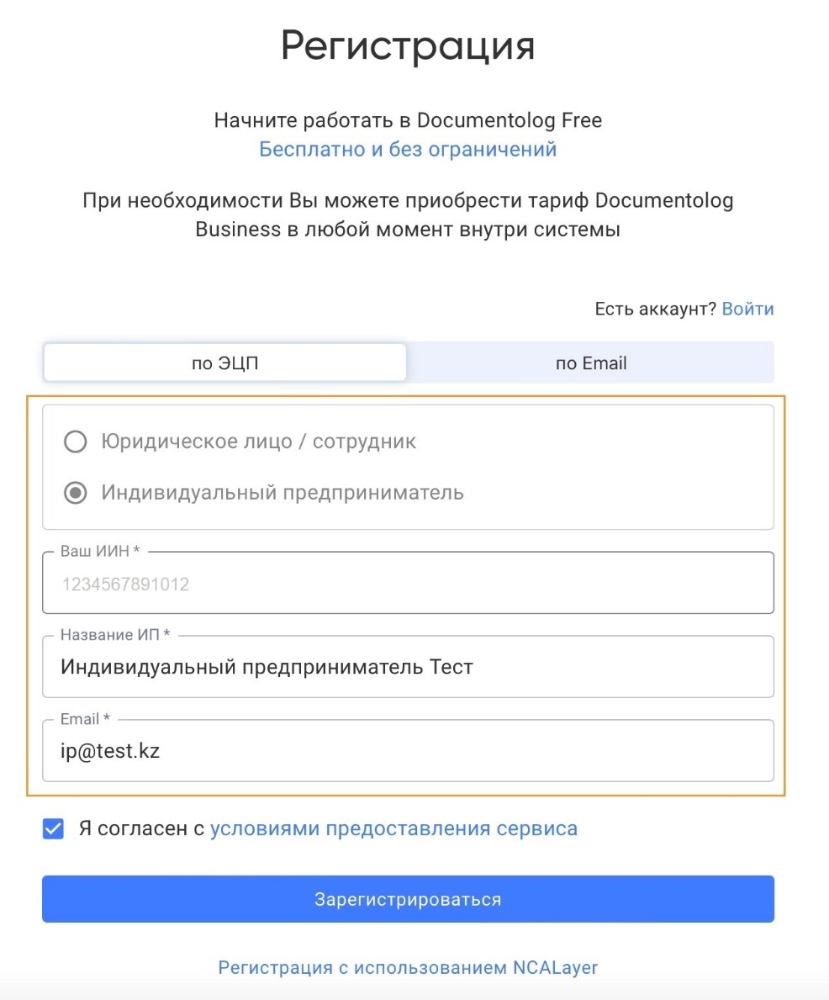 Регистрация
Начните работать в Documentolog Free
Бесплатно и без ограничений
При необходимости Вы можете приобрести тариф Documentolog
Business в любой момент внутри системы
Есть аккаунт? Войти
по ЭЦП
по Email
Юридическое лицо / сотрудник
Индивидуальный предприниматель
Ваш ИИН *
1234567891012
Название ИП *
Индивидуальный предприниматель Тест
Email *
ip@test.kz
Я согласен с условиями предоставления сервиса
Зарегистрироваться
Регистрация с использованием NCALayer